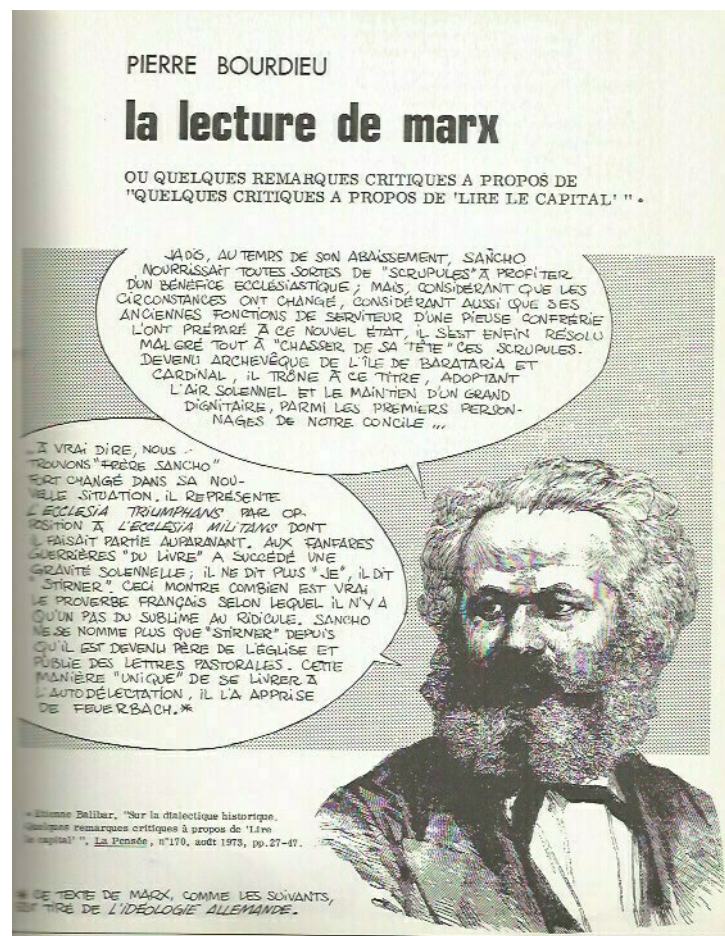 PIERRE BOURDIEU
la lecture de marx
OU QUELQUES REMARQUES CRITIQUES A PROPOS DE
"QUELQUES CRITIQUES A PROPOS DE 'LIRE LE CAPITAL' " *
JADIS, AU TEMPS DE SON ABAISSEMENT, SANCHO
NOURRISSAIT TOUTES SORTES DE "SCRUPULES" À PROFITER
D'UN BÉNÉFICE ECCLÉSIASTIQUE ; MAIS, CONSIDÉRANT QUE LES
CIRCONSTANCES ONT CHANGÉ, CONSIDÉRANT AUSSI QUE SES
ANCIENNES FONCTIONS DE SERVITEUR D'UNE PIEUSE CONFRÉRIE
L'ONT PRÉPARÉ À CE NOUVEL ÉTAT, IL S'EST ENFIN RÉSOLU
MALGRÉ TOUT À "CHASSER DE SA TÊTE" CES SCRUPULES.
DEVENU ARCHEVÊQUE DE L'ÎLE DE BARATARIA ET
CARDINAL, IL TRÔNE À CE TITRE, ADOPTANT
L'AIR SOLENNEL ET LE MAINTIEN D'UN GRAND
DIGNITAIRE, PARMI LES PREMIERS PERSON-
NAGES DE NOTRE CONCILE ...
...À VRAI DIRE, NOUS
TROUVONS "FRÈRE SANCHO"
FORT CHANGÉ DANS SA NOU-
VELLE SITUATION. IL REPRÉSENTE
L'ECCLESIA TRIUMPHANS PAR OP-
POSITION À L'ECCLESIA MILITANS DONT
IL FAISAIT PARTIE AUPARAVANT. AUX FANFARES
GUERRIÈRES "DU LIVRE" A SUCCÉDÉ UNE
GRAVITÉ SOLENNELLE ; IL NE DIT PLUS "JE", IL DIT
"STIRNER". CECI MONTRE COMBIEN EST VRAI
LE PROVERBE FRANÇAIS SELON LEQUEL IL N'Y A
QU'UN PAS DU SUBLIME AU RIDICULE. SANCHO
NE SE NOMME PLUS QUE "STIRNER" DEPUIS
QU'IL EST DEVENU PÈRE DE L'ÉGLISE ET
PUBLIE DES LETTRES PASTORALES. CETTE
MANIÈRE "UNIQUE" DE SE LIVRER À
L'AUTODÉLECTATION, IL L'A APPRISE
DE FEUERBACH.*
* Etienne Balibar, "Sur la dialectique historique.
Quelques remarques critiques à propos de 'Lire
le capital' ", La Pensée, n°170, août 1973, pp.27-47.
* CE TEXTE DE MARX, COMME LES SUIVANTS,
EST TIRÉ DE L'IDÉOLOGIE ALLEMANDE.